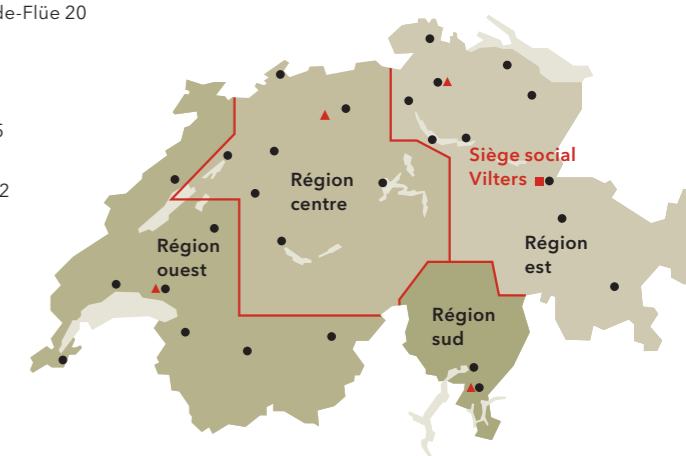 de-Flüe 20
5
2
Siège social
Vilters
Région
centre
Région
ouest
Région
est
Région
sud